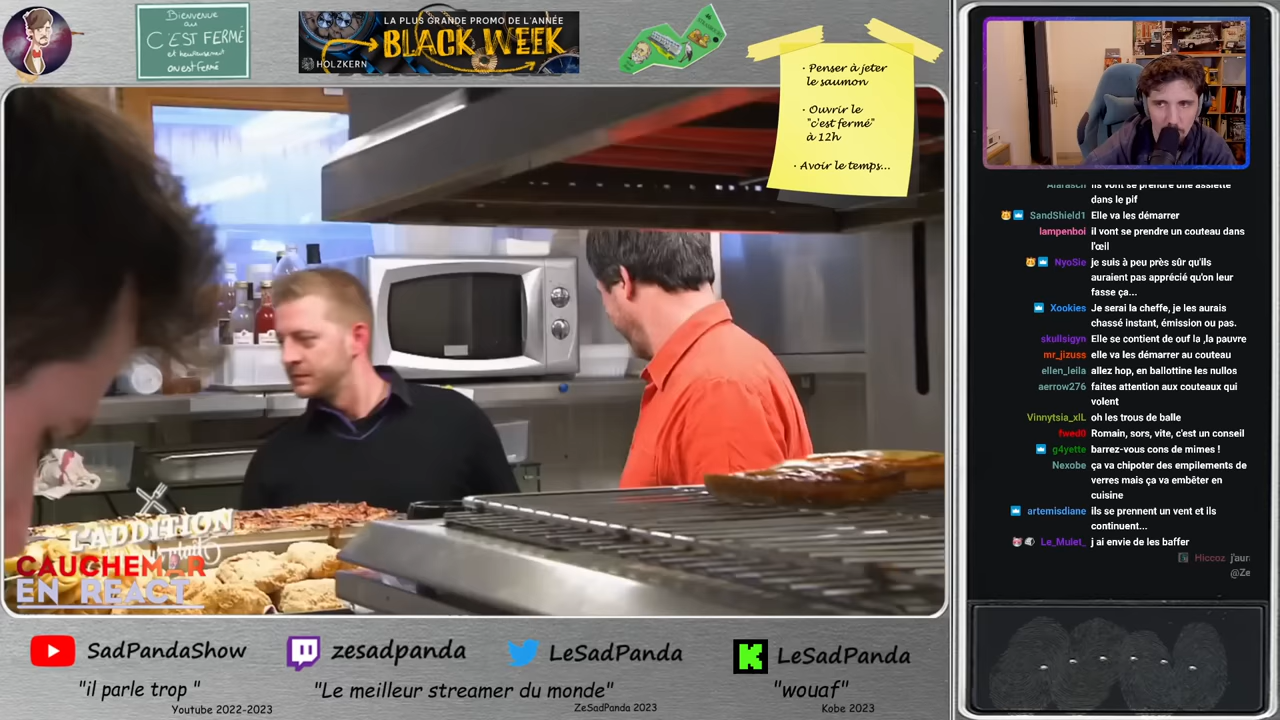 Bienvenue
au
C'EST FERMÉ
et heureusement
on est fermé
LA PLUS GRANDE PROMO DE L'ANNÉE
BLACK WEEK
HOLZKERN
· Penser à jeter
le saumon
· Ouvrir le
"c'est fermé"
à 12h
· Avoir le temps...
L'ADDITION
CAUCHEMAR
EN REACT
SadPandaShow
"il parle trop "
Youtube 2022-2023
zesadpanda
"Le meilleur streamer du monde"
ZeSadPanda 2023
LeSadPanda
LeSadPanda
"wouaf"
Kobe 2023
ils vont se prendre une assiette
dans le pif
SandShield1 Elle va les démarrer
lampenboi il vont se prendre un couteau dans
l'œil
NyoSie je suis à peu près sûr qu'ils
auraient pas apprécié qu'on leur
fasse ça...
Xookies Je serai la cheffe, je les aurais
chassé instant, émission ou pas.
skullsigyn Elle se contient de ouf la ,la pauvre
mr_jizuss elle va les démarrer au couteau
ellen_leila allez hop, en ballottine les nullos
aerrow276 faites attention aux couteaux qui
volent
Vinnytsia_xlL oh les trous de balle
fwed0 Romain, sors, vite, c'est un conseil
g4yette barrez-vous cons de mimes !
Nexobe ça va chipoter des empilements de
verres mais ça va embêter en
cuisine
artemisdiane ils se prennent un vent et ils
continuent...
Le_Muiet_ j ai envie de les baffer
Hiccoz j'aur
@Ze